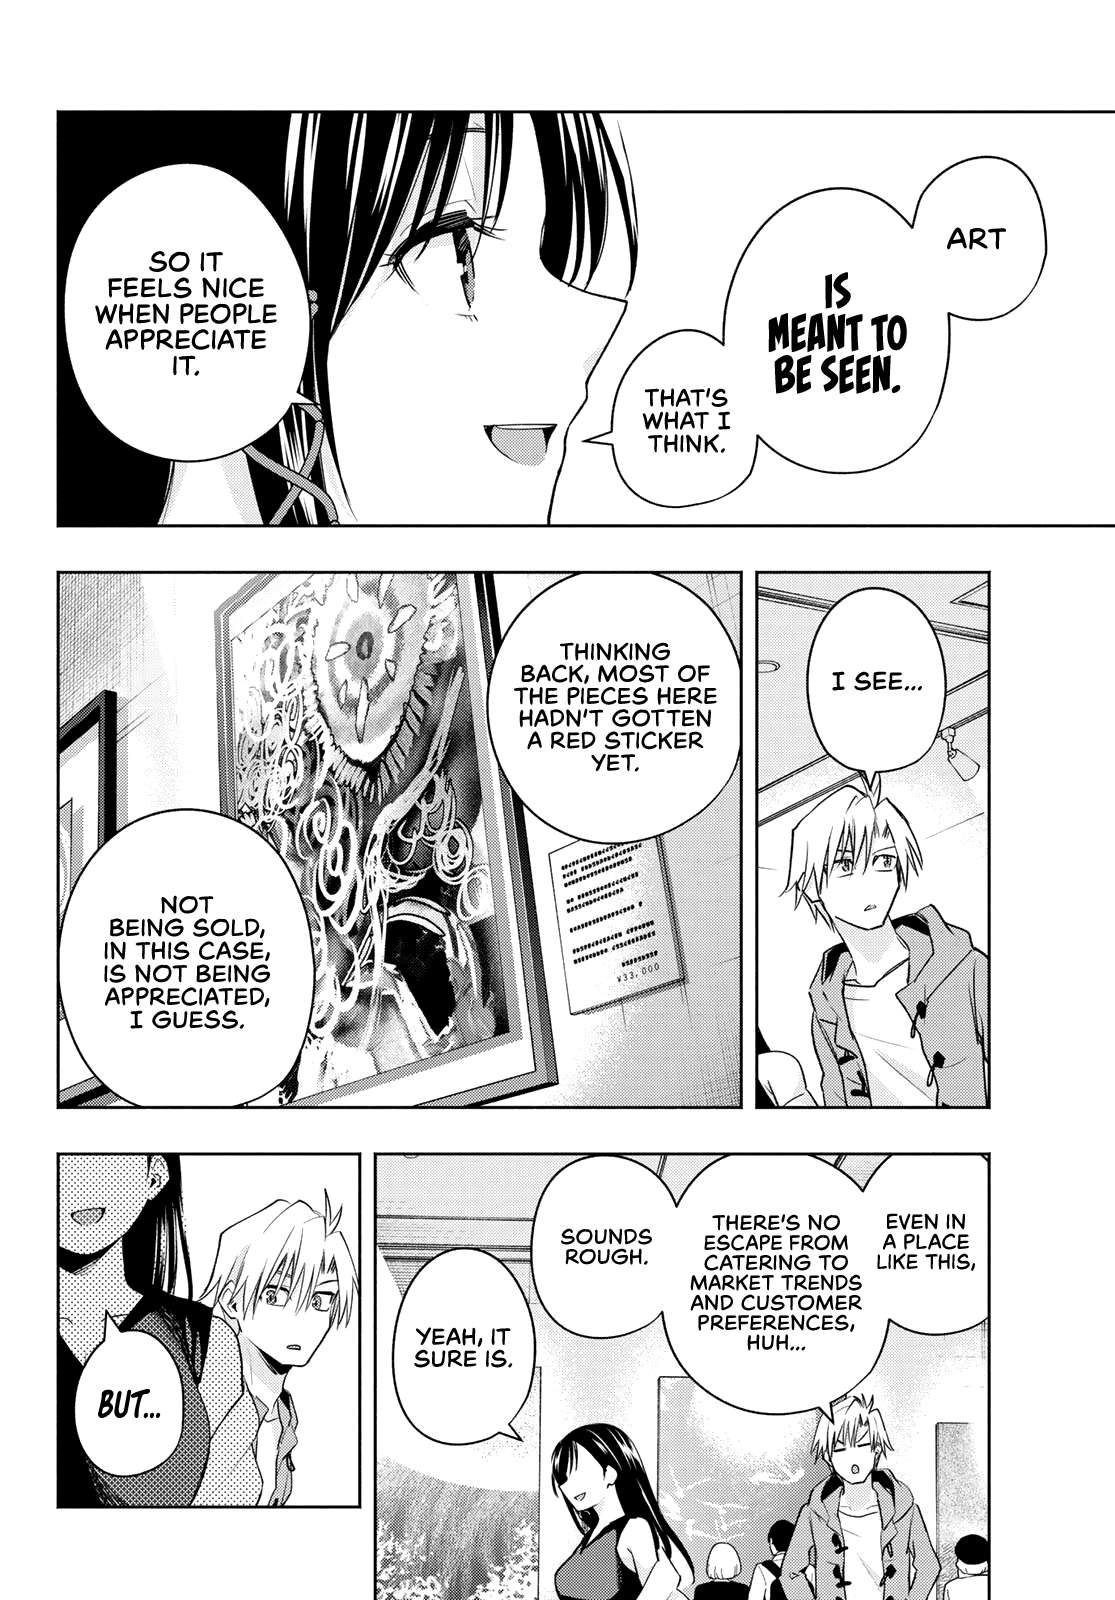 ART
IS
MEANT TO
BE SEEN.
THAT'S
WHAT I
THINK.
SO IT
FEELS NICE
WHEN PEOPLE
APPRECIATE
IT.
I SEE...
THINKING
BACK, MOST OF
THE PIECES HERE
HADN'T GOTTEN
A RED STICKER
YET.
¥33,000
NOT
BEING SOLD,
IN THIS CASE,
IS NOT BEING
APPRECIATED,
I GUESS.
EVEN IN
A PLACE
LIKE THIS,
THERE'S NO
ESCAPE FROM
CATERING TO
MARKET TRENDS
AND CUSTOMER
PREFERENCES,
HUH...
SOUNDS
ROUGH.
YEAH, IT
SURE IS.
BUT...